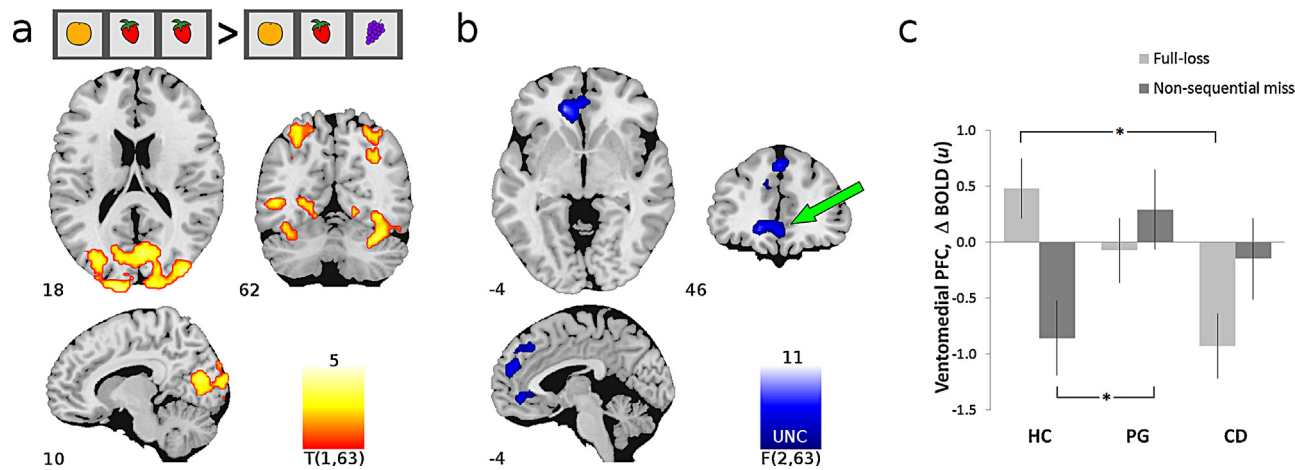 a
>
18
62
10
5
T(1,63)
b
-4
46
-4
11
UNC
F(2,63)
c
Full-loss
Non-sequential miss
Ventomedial PFC, Δ BOLD (u)
1.0
0.5
0.0
-0.5
-1.0
-1.5
*
*
HC PG CD